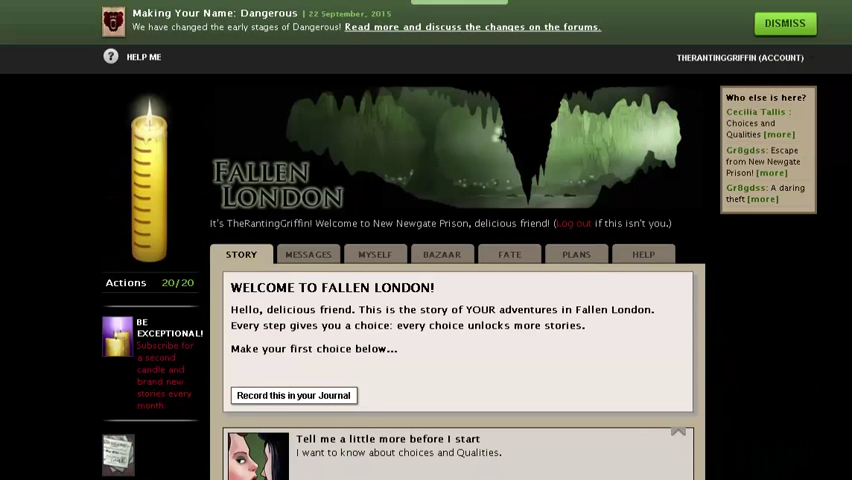 Making Your Name: Dangerous | 22 September, 2015
We have changed the early stages of Dangerous! Read more and discuss the changes on the forums.
DISMISS
? HELP ME
THERANTINGGRIFFIN (ACCOUNT)
Who else is here?
Cecilia Tallis :
Choices and
Qualities [more]
Gr8gdss: Escape
from New Newgate
Prison! [more]
Gr8gdss: A daring
theft [more]
FALLEN
LONDON
It's TheRantingGriffin! Welcome to New Newgate Prison, delicious friend! (Log out if this isn't you.)
STORY
MESSAGES
MYSELF
BAZAAR
FATE
PLANS
HELP
Actions 20/20
WELCOME TO FALLEN LONDON!
Hello, delicious friend. This is the story of YOUR adventures in Fallen London.
Every step gives you a choice: every choice unlocks more stories.
Make your first choice below...
Record this in your Journal
BE
EXCEPTIONAL!
Subscribe for
a second
candle and
brand new
stories every
month.
Tell me a little more before I start
I want to know about choices and Qualities.